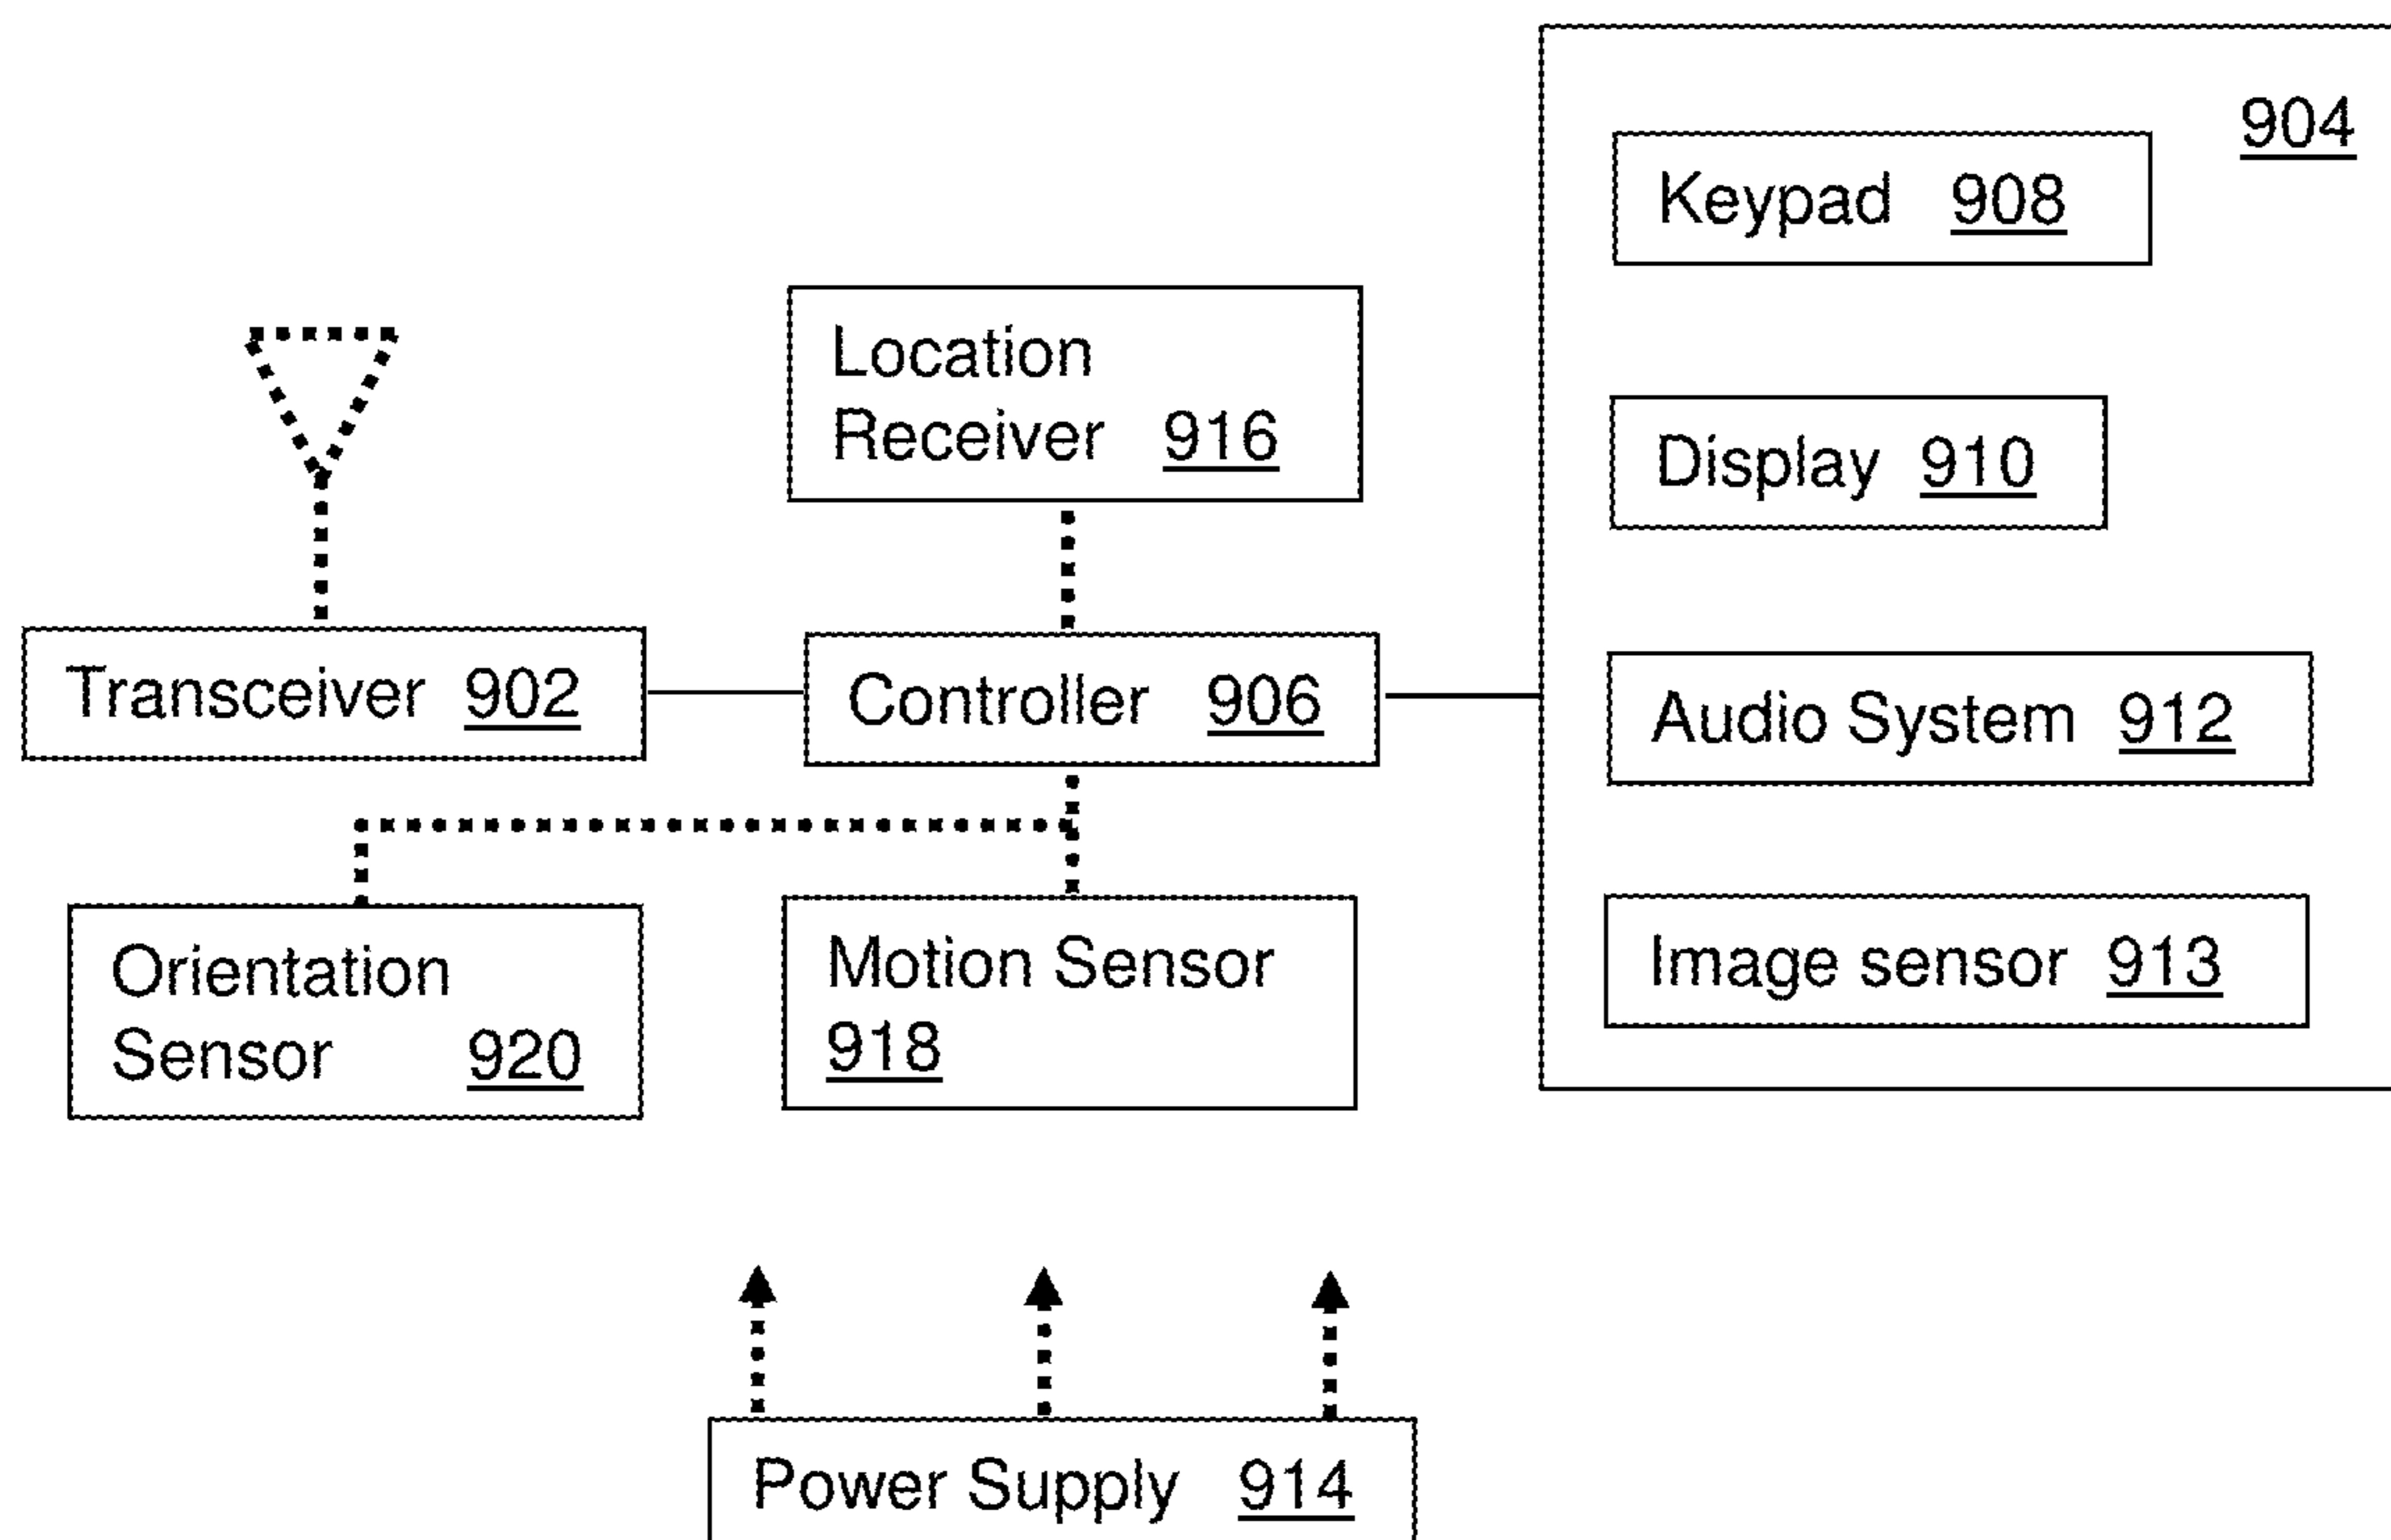 904
Keypad 908
Location
Receiver 916
Display 910
Transceiver 902
Controller 906
Audio System 912
Orientation
Sensor 920
Motion Sensor
918
Image sensor 913
Power Supply 914